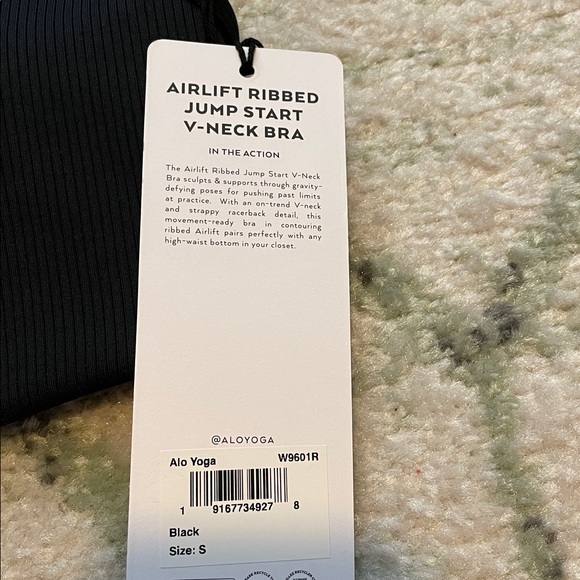 AIRLIFT RIBBED
JUMP START
V-NECK BRA
IN THE ACTION
The Airlift Ribbed Jump Start V-Neck
Bra sculpts & supports through gravity-
defying poses for pushing past limits
at practice. With an on-trend V-neck
and strappy racerback detail, this
movement-ready bra in contouring
ribbed Airlift pairs perfectly with any
high-waist bottom in your closet.
@ALOYOGA
Alo Yoga W9601R
1 9167734927 8
Black
Size: S